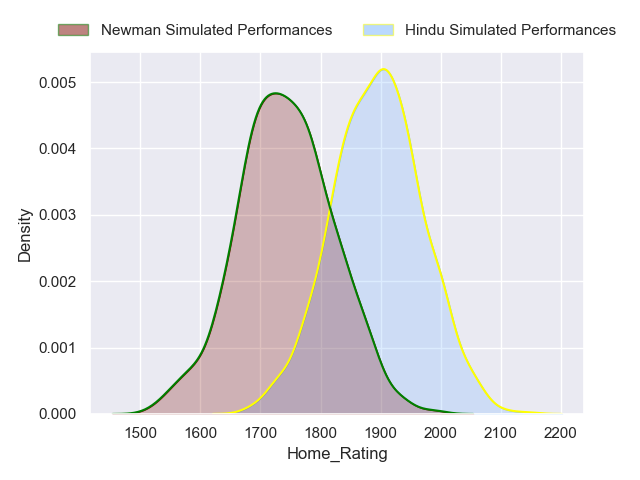 Newman Simulated Performances
Hindu Simulated Performances
0.005
0.004
0.003
0.002
0.001
0.000
Density
1500 1600 1700 1800 1900 2000 2100 2200
Home_Rating